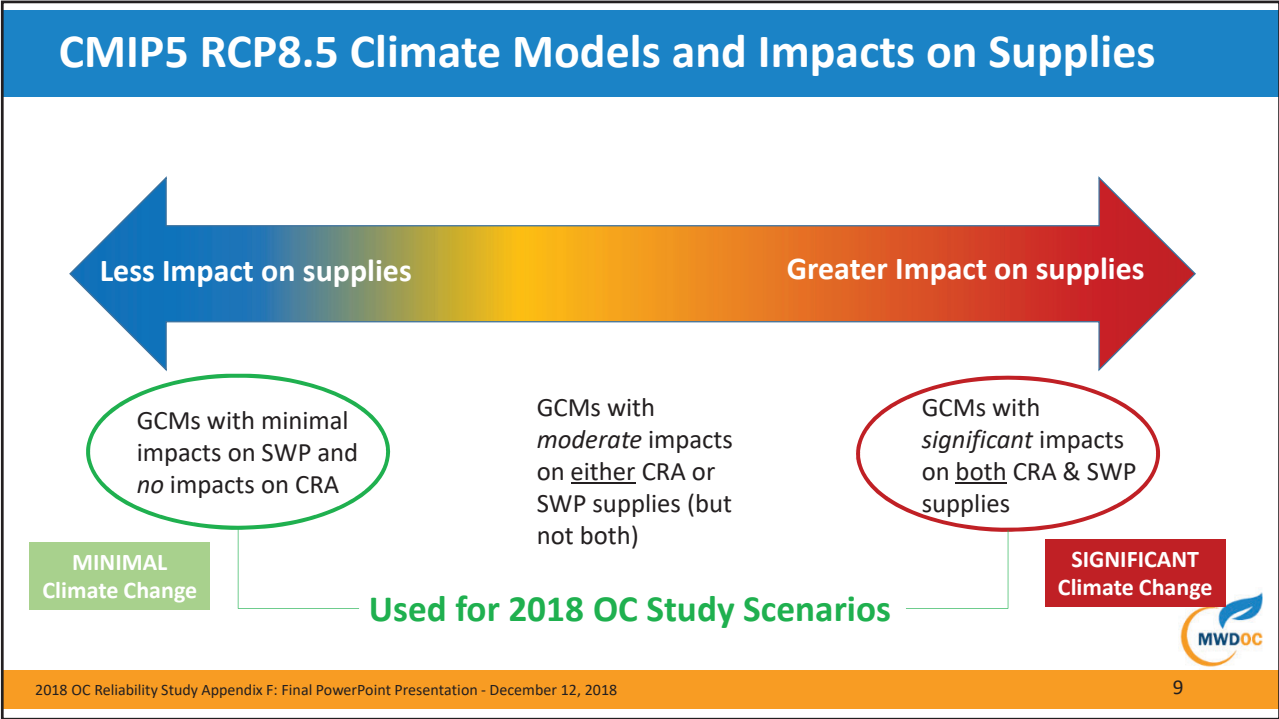 CMIP5 RCP8.5 Climate Models and Impacts on Supplies
Less Impact on supplies
Greater Impact on supplies
GCMs with minimal
impacts on SWP and
no impacts on CRA
GCMs with
moderate impacts
on either CRA or
SWP supplies (but
not both)
GCMs with
significant impacts
on both CRA & SWP
supplies
MINIMAL
Climate Change
SIGNIFICANT
Climate Change
Used for 2018 OC Study Scenarios
MWDOC
2018 OC Reliability Study Appendix F: Final PowerPoint Presentation - December 12, 2018
9